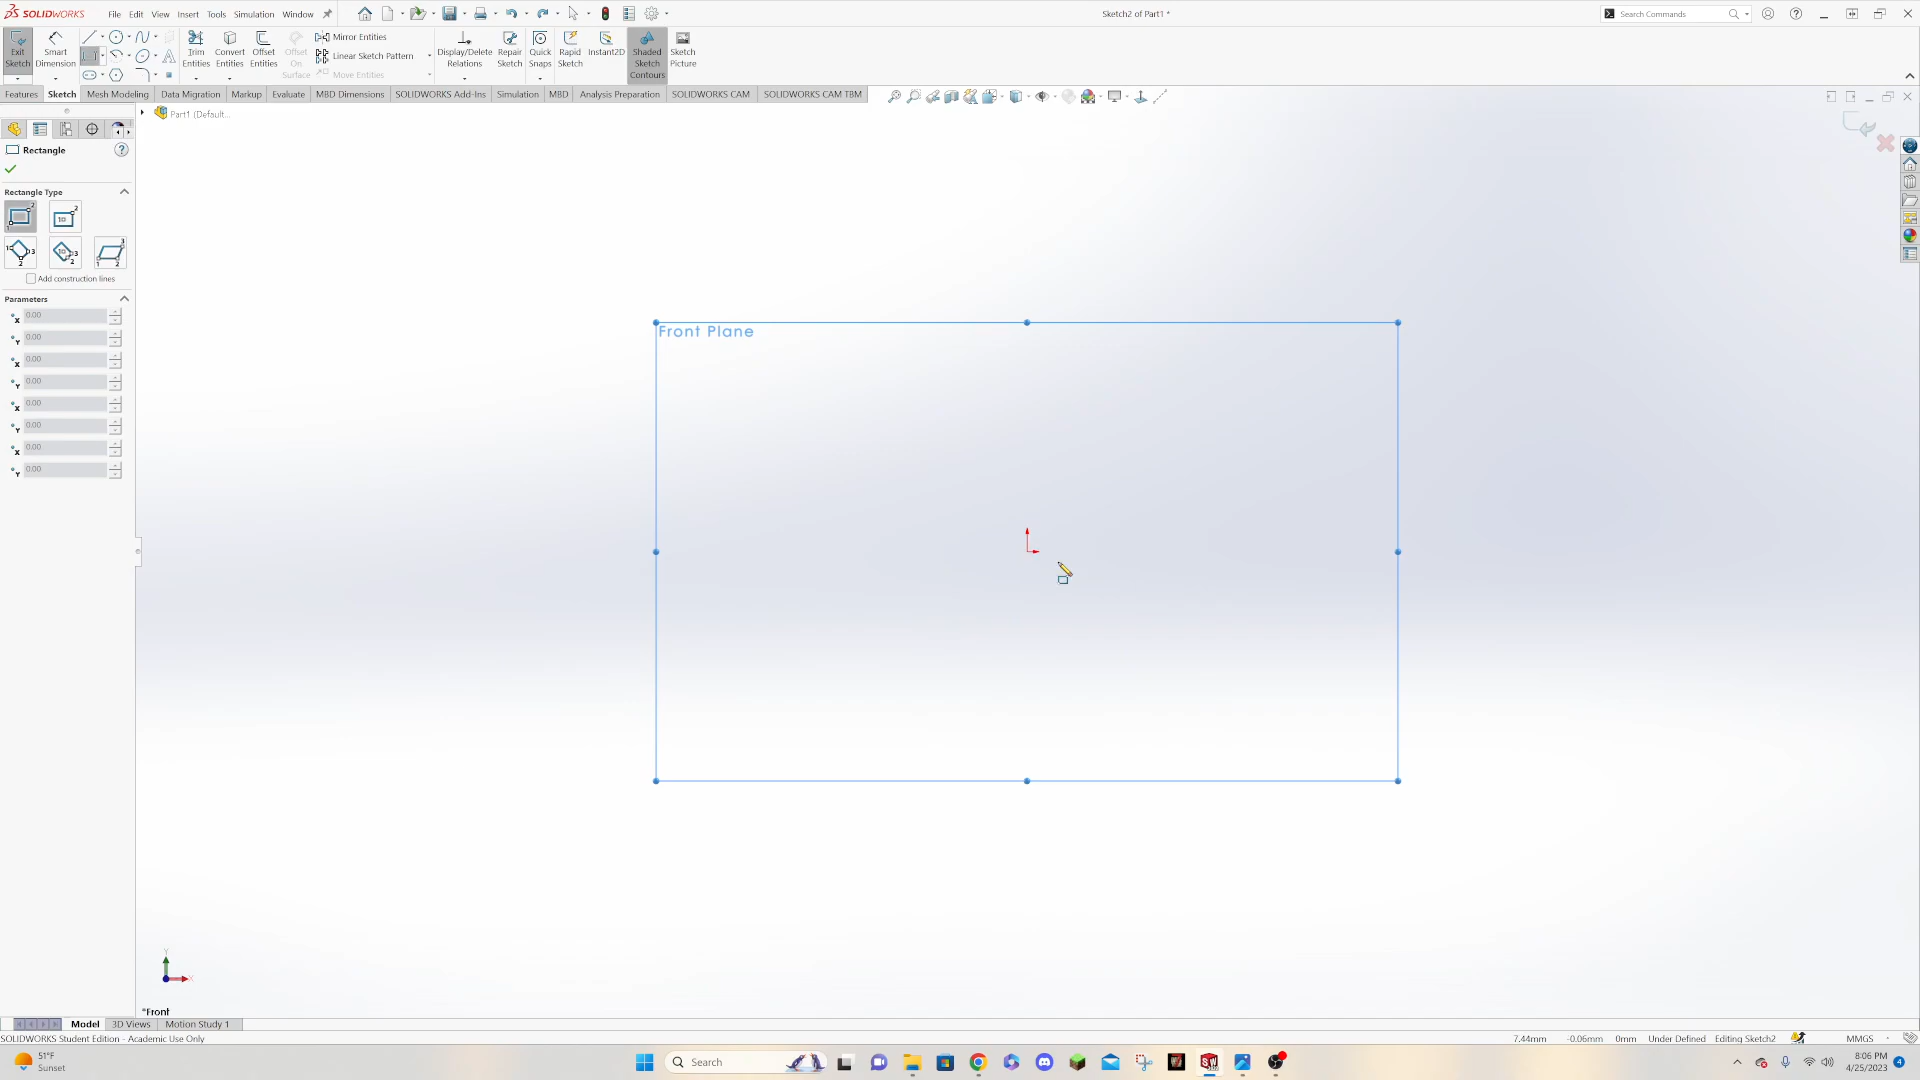 SOLIDWORKS File Edit View Insert Tools Simulation Window
Sketch2 of Part1 *
Search Commands
Exit Sketch
Smart Dimension
Trim Entities
Convert Entities
Offset Entities
Offset On Surface
Mirror Entities
Linear Sketch Pattern
Move Entities
Display/Delete Relations
Repair Sketch
Quick Snaps
Rapid Sketch
Instant2D
Shaded Sketch Contours
Sketch Picture
Features Sketch Mesh Modeling Data Migration Markup Evaluate MBD Dimensions SOLIDWORKS Add-Ins Simulation MBD Analysis Preparation SOLIDWORKS CAM SOLIDWORKS CAM TBM
Part1 (Default...
Rectangle
Rectangle Type
Add construction lines
Parameters
X 0.00
Y 0.00
X 0.00
Y 0.00
X 0.00
Y 0.00
X 0.00
Y 0.00
Front Plane
Y
X
*Front
Model 3D Views Motion Study 1
SOLIDWORKS Student Edition - Academic Use Only
7.44mm -0.06mm 0mm Under Defined Editing Sketch2 MMGS
51°F
Sunset
Search
8:06 PM
4/25/2023
4